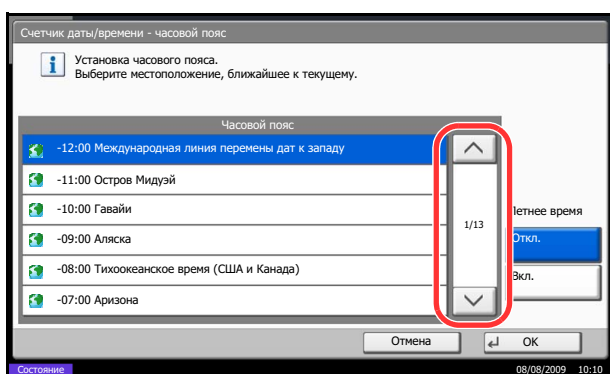 Счетчик даты/времени - часовой пояс
Установка часового пояса.
Выберите местоположение, ближайшее к текущему.
Часовой пояс
-12:00 Международная линия перемены дат к западу
-11:00 Остров Мидуэй
-10:00 Гавайи
-09:00 Аляска
-08:00 Тихоокеанское время (США и Канада)
-07:00 Аризона
1/13
Летнее время
Откл.
Вкл.
Отмена
OK
Состояние
08/08/2009 10:10